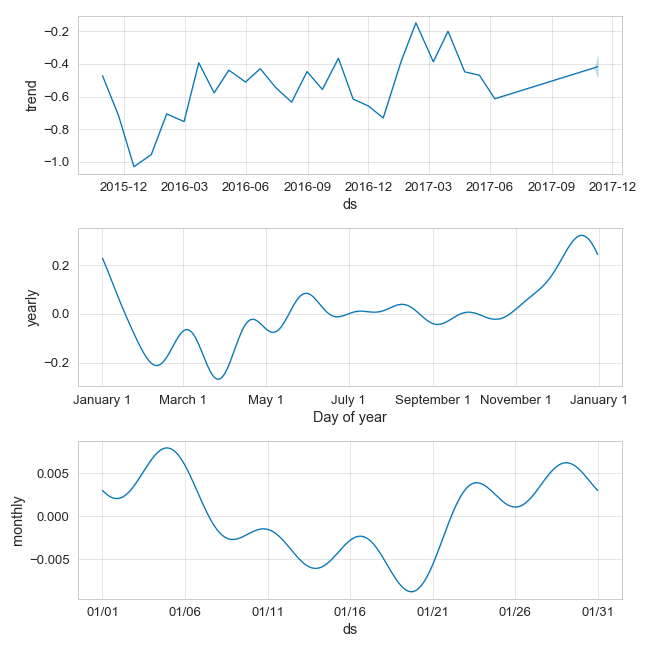 −0.2
−0.4
−0.6
−0.8
−1.0
trend
2015-12 2016-03 2016-06 2016-09 2016-12 2017-03 2017-06 2017-09 2017-12
ds
0.2
0.0
−0.2
yearly
January 1 March 1 May 1 July 1 September 1 November 1 January 1
Day of year
0.005
0.000
−0.005
monthly
01/01 01/06 01/11 01/16 01/21 01/26 01/31
ds